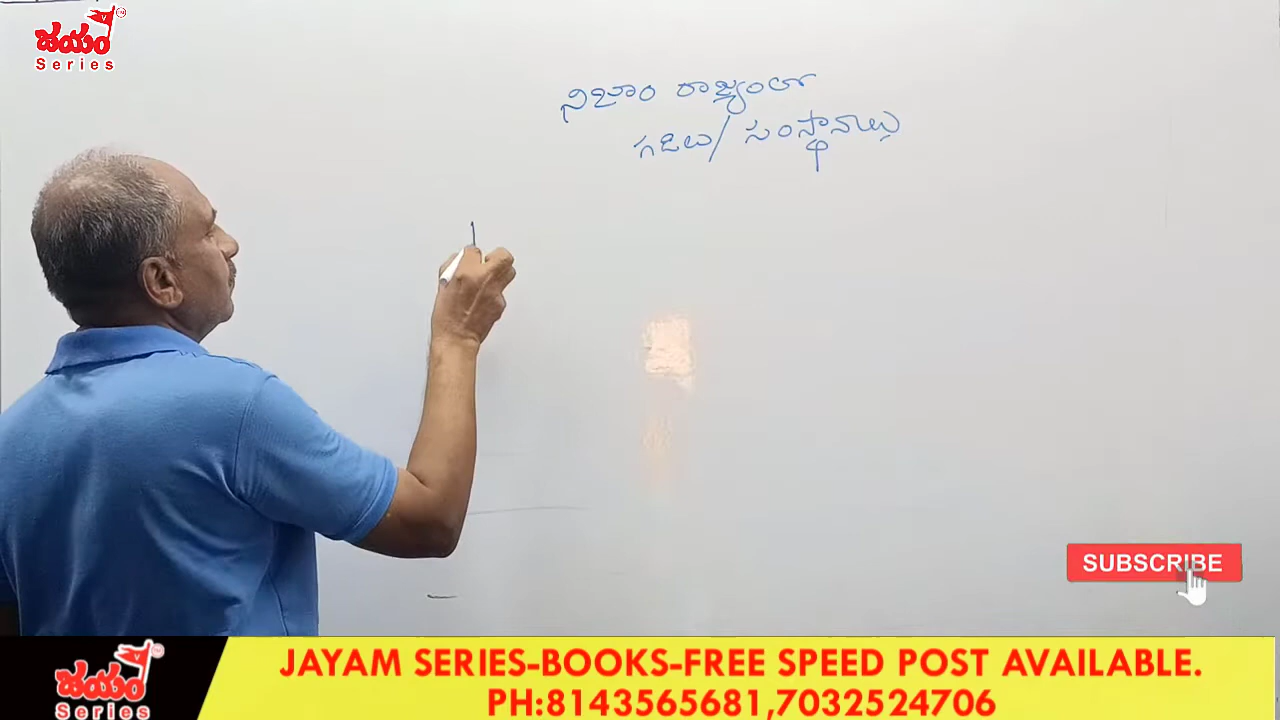 జయం
Series
నిజాం రాజ్యంలో
గడిలు/ సంస్థానాలు
SUBSCRIBE
జయం
Series
JAYAM SERIES-BOOKS-FREE SPEED POST AVAILABLE.
PH:8143565681,7032524706